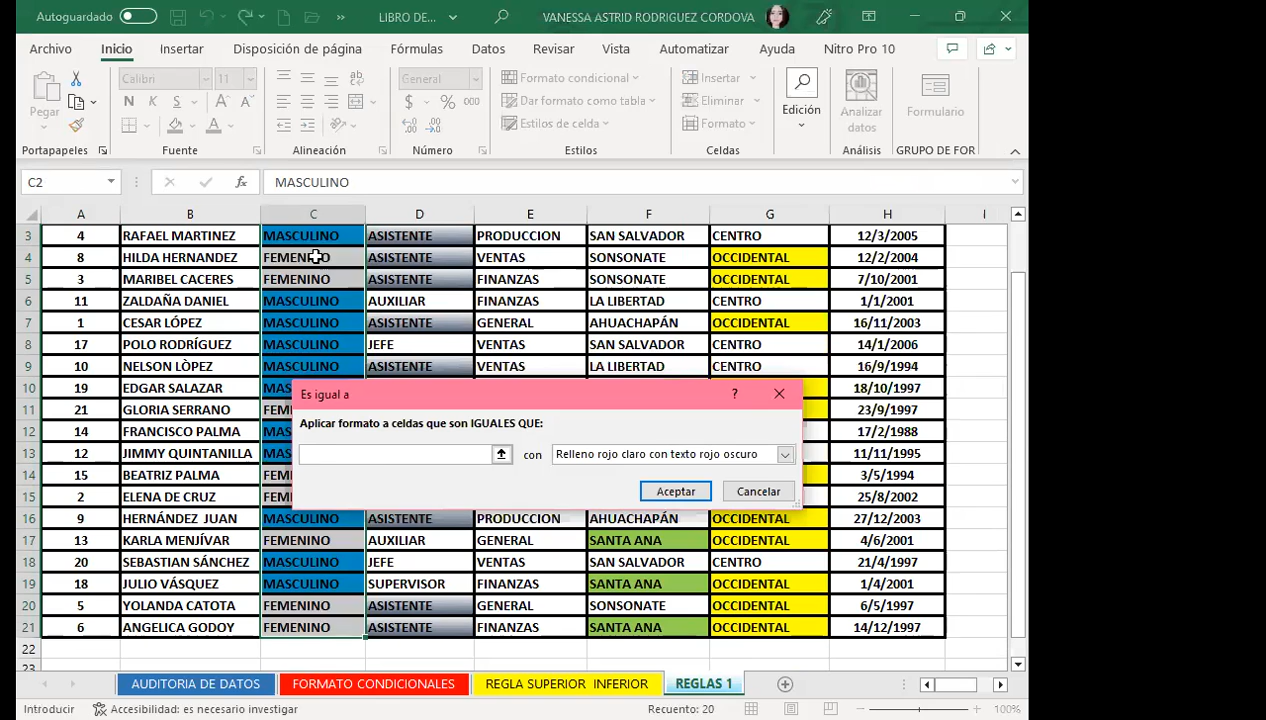 Autoguardado LIBRO DE... VANESSA ASTRID RODRIGUEZ CORDOVA
Archivo Inicio Insertar Disposición de página Fórmulas Datos Revisar Vista Automatizar Ayuda Nitro Pro 10
Pegar Calibri 11 General Formato condicional Insertar Edición Analizar datos Formulario
N K S $ % 000 Dar formato como tabla Eliminar
Estilos de celda Formato
Portapapeles Fuente Alineación Número Estilos Celdas Análisis GRUPO DE FOR
C2 fx MASCULINO
A B C D E F G H I
3 4 RAFAEL MARTINEZ MASCULINO ASISTENTE PRODUCCION SAN SALVADOR CENTRO 12/3/2005
4 8 HILDA HERNANDEZ FEMENINO ASISTENTE VENTAS SONSONATE OCCIDENTAL 12/2/2004
5 3 MARIBEL CACERES FEMENINO ASISTENTE FINANZAS SONSONATE OCCIDENTAL 7/10/2001
6 11 ZALDAÑA DANIEL MASCULINO AUXILIAR FINANZAS LA LIBERTAD CENTRO 1/1/2001
7 1 CESAR LÓPEZ MASCULINO ASISTENTE GENERAL AHUACHAPÁN OCCIDENTAL 16/11/2003
8 17 POLO RODRÍGUEZ MASCULINO JEFE VENTAS SAN SALVADOR CENTRO 14/1/2006
9 10 NELSON LÒPEZ MASCULINO ASISTENTE VENTAS LA LIBERTAD CENTRO 16/9/1994
10 19 EDGAR SALAZAR MAS 18/10/1997
11 21 GLORIA SERRANO FEM 23/9/1997
12 14 FRANCISCO PALMA MAS 17/2/1988
13 12 JIMMY QUINTANILLA MAS 11/11/1995
14 15 BEATRIZ PALMA FEM 3/5/1994
15 2 ELENA DE CRUZ FEM 25/8/2002
Es igual a ?
Aplicar formato a celdas que son IGUALES QUE:
con Relleno rojo claro con texto rojo oscuro
Aceptar Cancelar
16 9 HERNÁNDEZ JUAN MASCULINO ASISTENTE PRODUCCION AHUACHAPÁN OCCIDENTAL 27/12/2003
17 13 KARLA MENJÍVAR FEMENINO AUXILIAR GENERAL SANTA ANA OCCIDENTAL 4/6/2001
18 20 SEBASTIAN SÁNCHEZ MASCULINO JEFE VENTAS SAN SALVADOR CENTRO 21/4/1997
19 18 JULIO VÁSQUEZ MASCULINO SUPERVISOR FINANZAS SANTA ANA OCCIDENTAL 1/4/2001
20 5 YOLANDA CATOTA FEMENINO ASISTENTE GENERAL SONSONATE OCCIDENTAL 6/5/1997
21 6 ANGELICA GODOY FEMENINO ASISTENTE FINANZAS SANTA ANA OCCIDENTAL 14/12/1997
22
23
AUDITORIA DE DATOS FORMATO CONDICIONALES REGLA SUPERIOR INFERIOR REGLAS 1
Introducir Accesibilidad: es necesario investigar Recuento: 20 100%